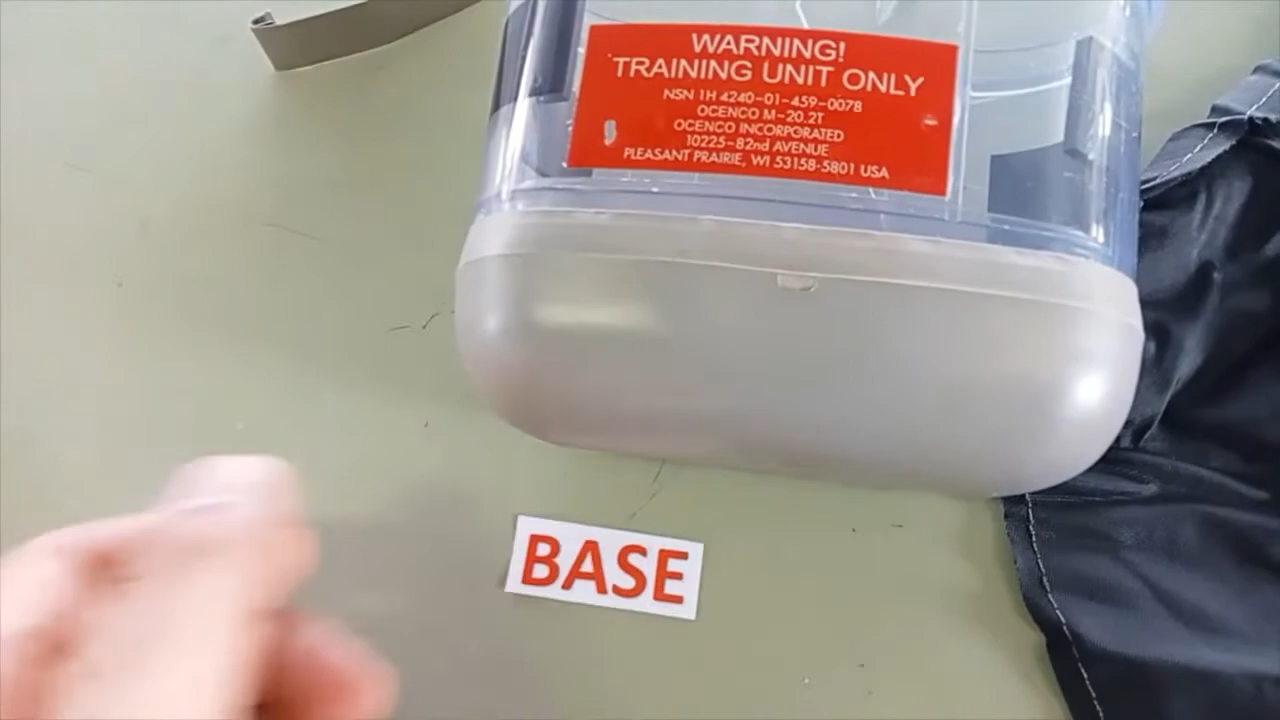 WARNING!
TRAINING UNIT ONLY
NSN 1H 4240-01-459-0078
OCENCO M-20.2T
OCENCO INCORPORATED
10225-82nd AVENUE
PLEASANT PRAIRIE, WI 53158-5801 USA
BASE